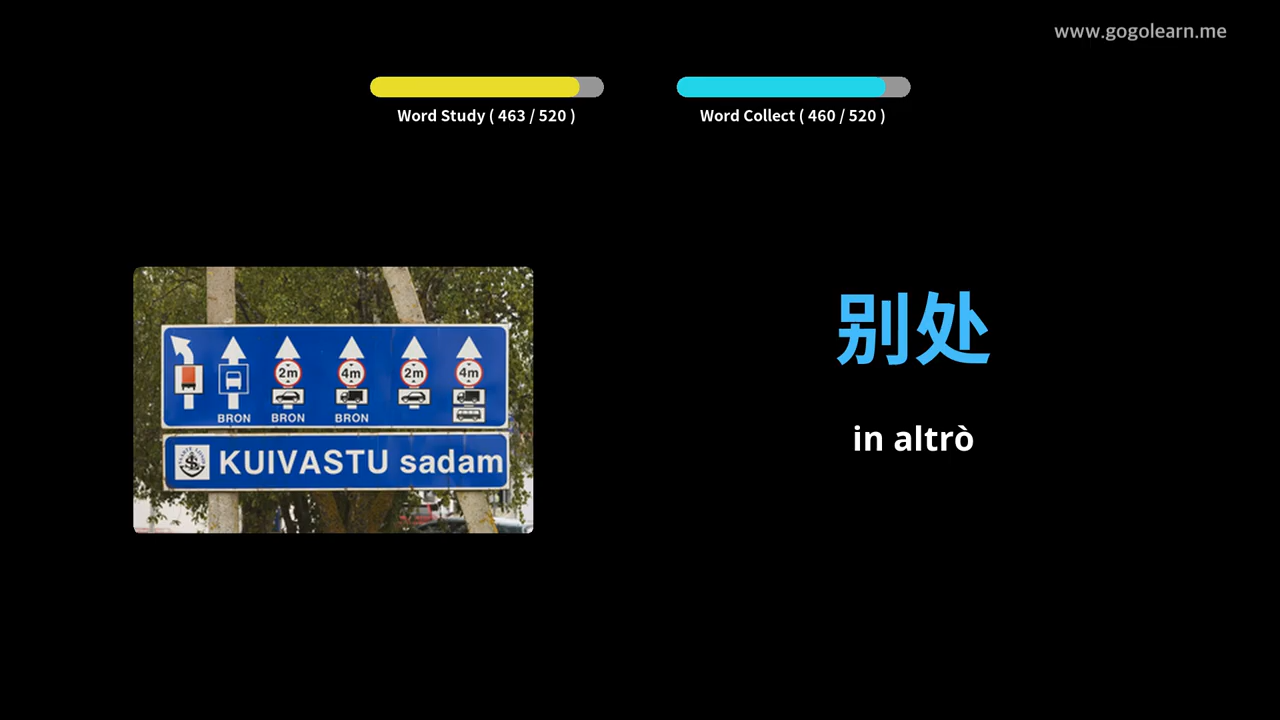 www.gogolearn.me
Word Study ( 463 / 520 )
Word Collect ( 460 / 520 )
2m 4m 2m 4m
BRON BRON BRON
KUIVASTU sadam
别处
in altrò